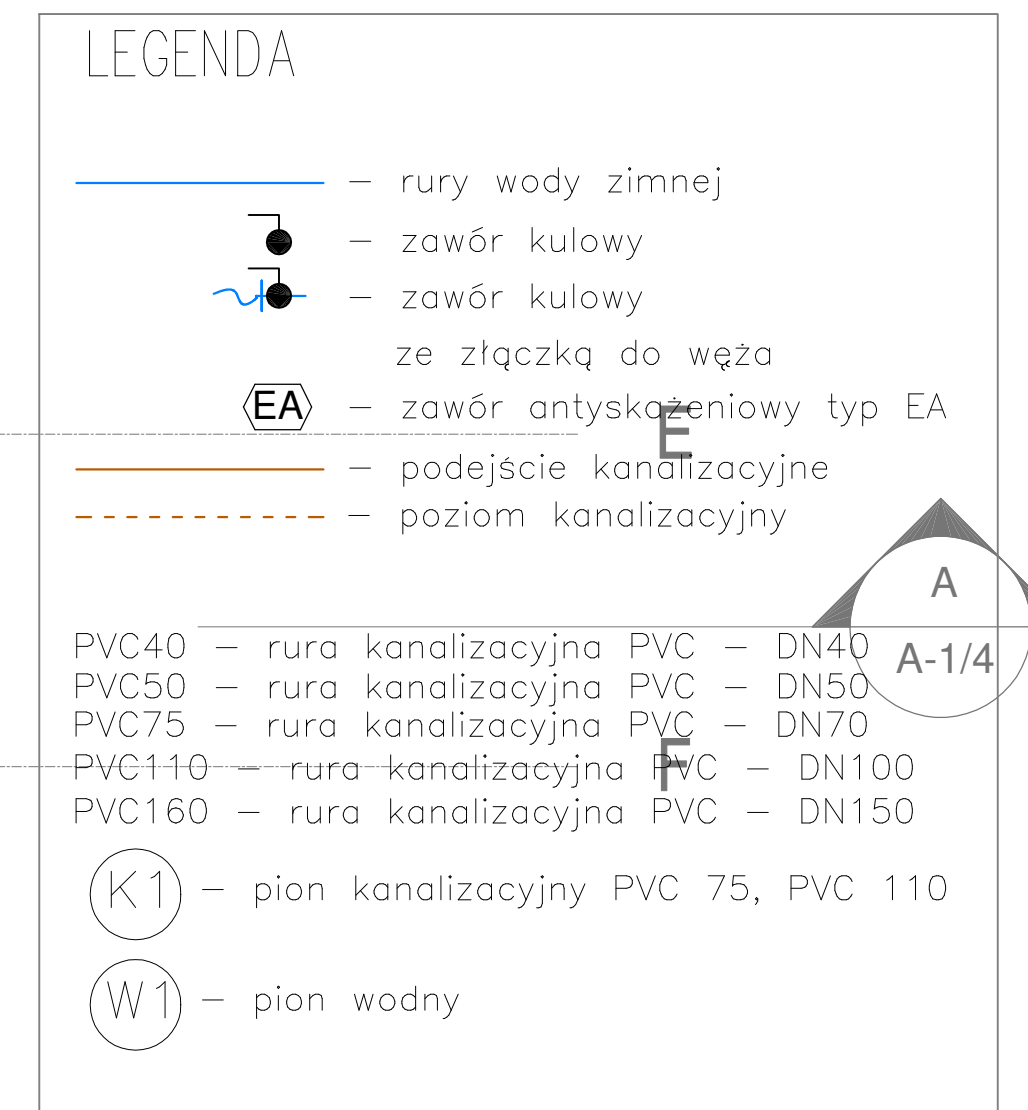 LEGENDA
– rury wody zimnej
– zawór kulowy
– zawór kulowy
ze złączką do węża
EA – zawór antyskażeniowy typ EA
E
– podejście kanalizacyjne
– poziom kanalizacyjny
A
A-1/4
PVC40 – rura kanalizacyjna PVC – DN40
PVC50 – rura kanalizacyjna PVC – DN50
PVC75 – rura kanalizacyjna PVC – DN70
F
PVC110 – rura kanalizacyjna PVC – DN100
PVC160 – rura kanalizacyjna PVC – DN150
K1 – pion kanalizacyjny PVC 75, PVC 110
W1 – pion wodny